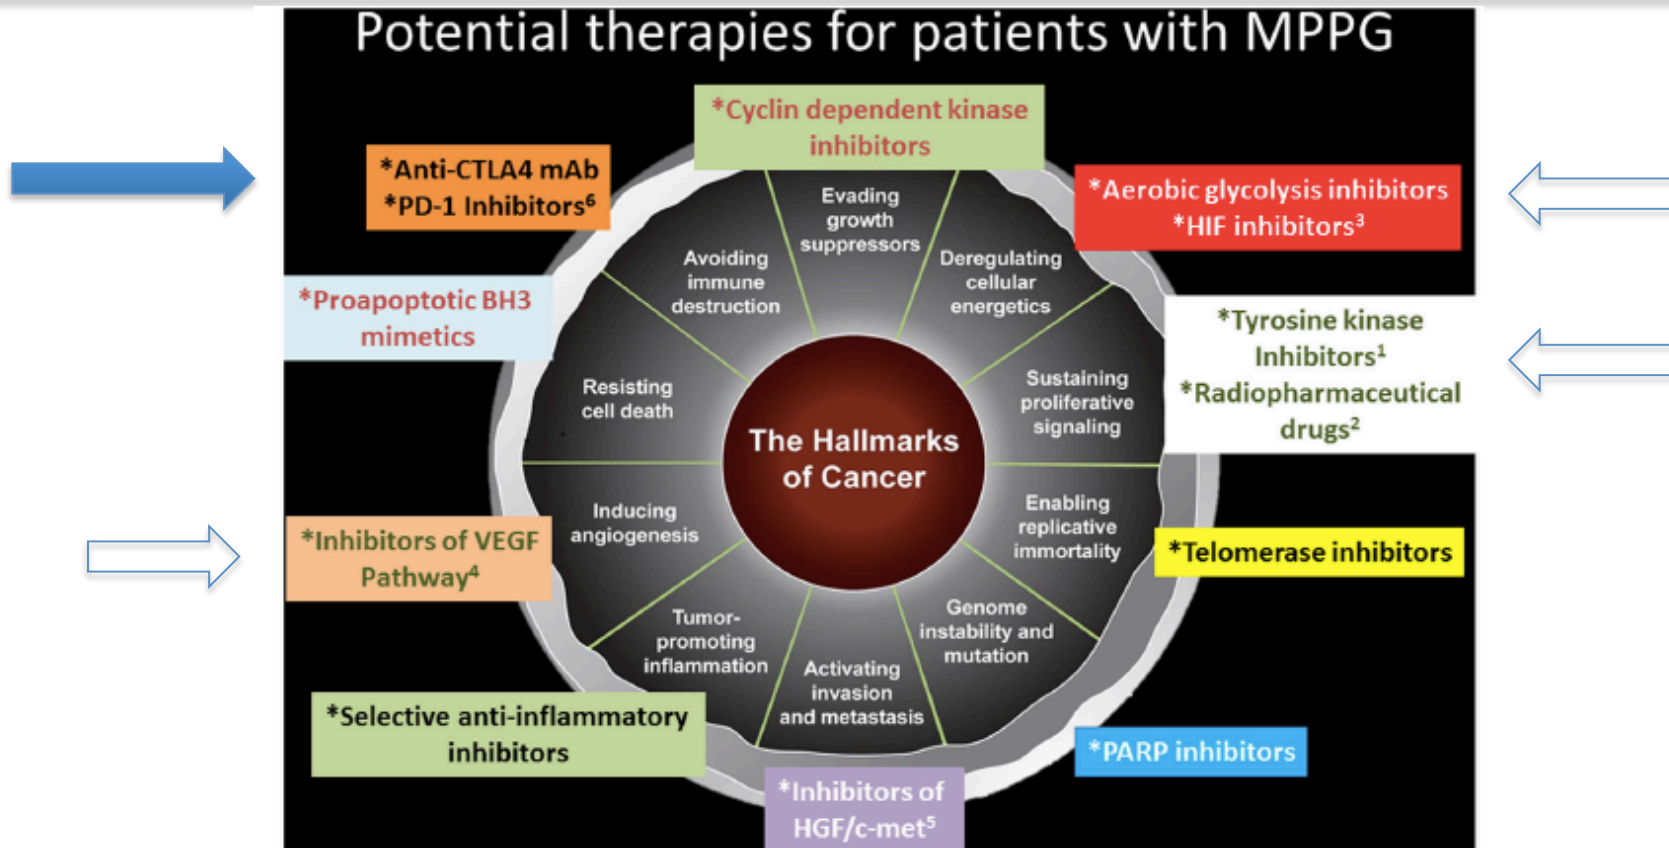 Potential therapies for patients with MPPG
*Cyclin dependent kinase
inhibitors
*Anti-CTLA4 mAb
*PD-1 Inhibitors⁶
*Aerobic glycolysis inhibitors
*HIF inhibitors³
*Proapoptotic BH3
mimetics
*Tyrosine kinase
Inhibitors¹
*Radiopharmaceutical
drugs²
Evading
growth
suppressors
Avoiding
immune
destruction
Deregulating
cellular
energetics
Resisting
cell death
Sustaining
proliferative
signaling
The Hallmarks
of Cancer
Inducing
angiogenesis
Enabling
replicative
immortality
*Inhibitors of VEGF
Pathway⁴
*Telomerase inhibitors
Tumor-
promoting
inflammation
Genome
instability and
mutation
Activating
invasion
and metastasis
*Selective anti-inflammatory
inhibitors
*PARP inhibitors
*Inhibitors of
HGF/c-met⁵